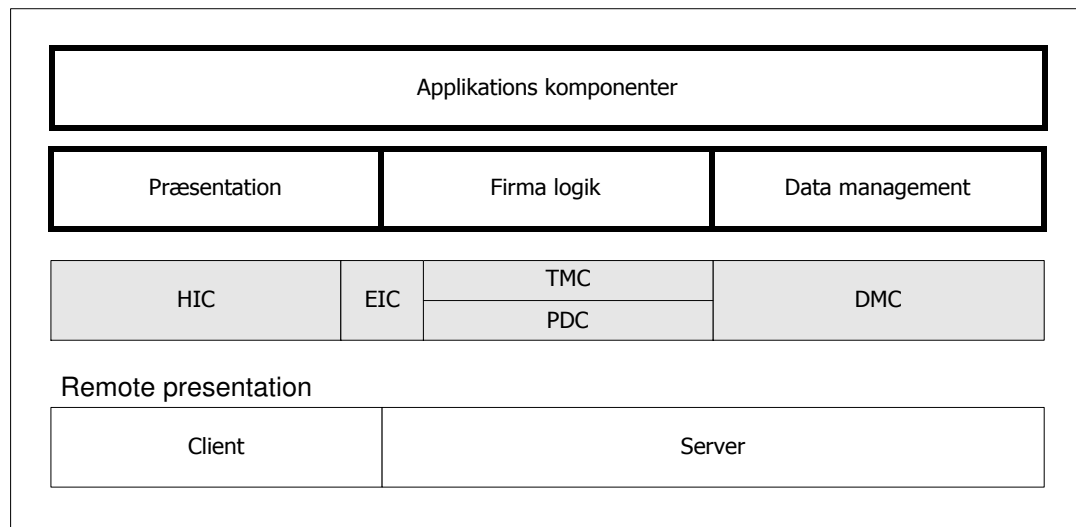 Applikations komponenter
Præsentation
Firma logik
Data management
HIC
EIC
TMC
PDC
DMC
Remote presentation
Client
Server